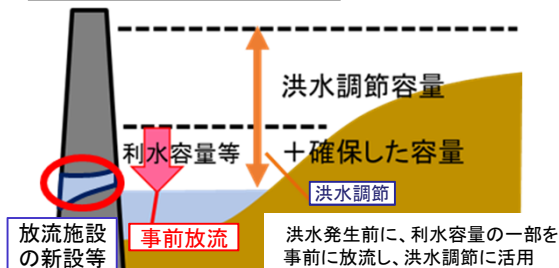 洪水調節容量
利水容量等
＋確保した容量
洪水調節
放流施設
の新設等
事前放流
洪水発生前に、利水容量の一部を
事前に放流し、洪水調節に活用